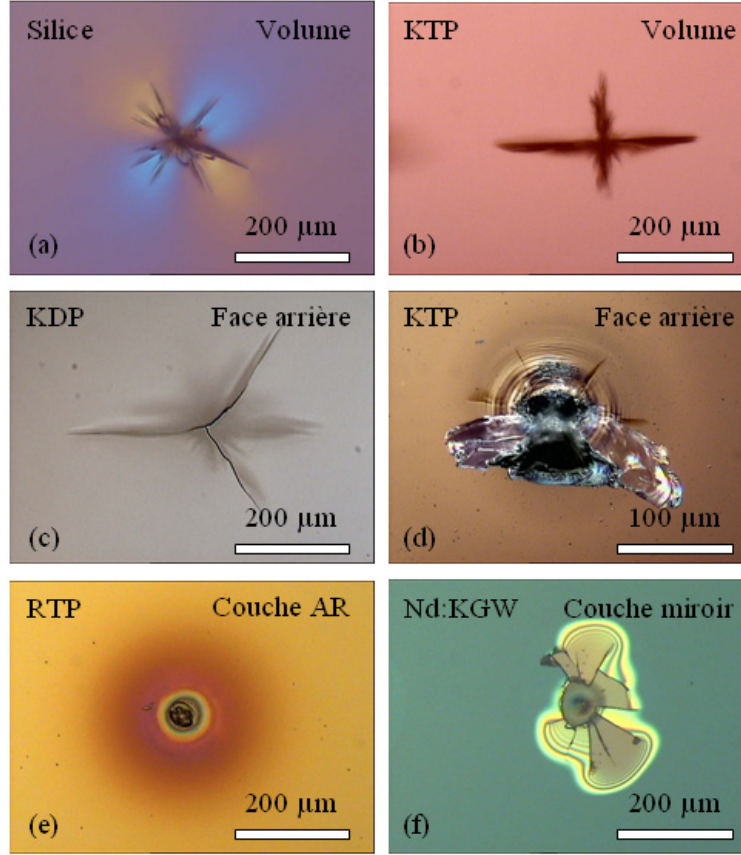 Silice Volume
200 µm
(a)
KTP Volume
200 µm
(b)
KDP Face arrière
200 µm
(c)
KTP Face arrière
100 µm
(d)
RTP Couche AR
200 µm
(e)
Nd:KGW Couche miroir
200 µm
(f)